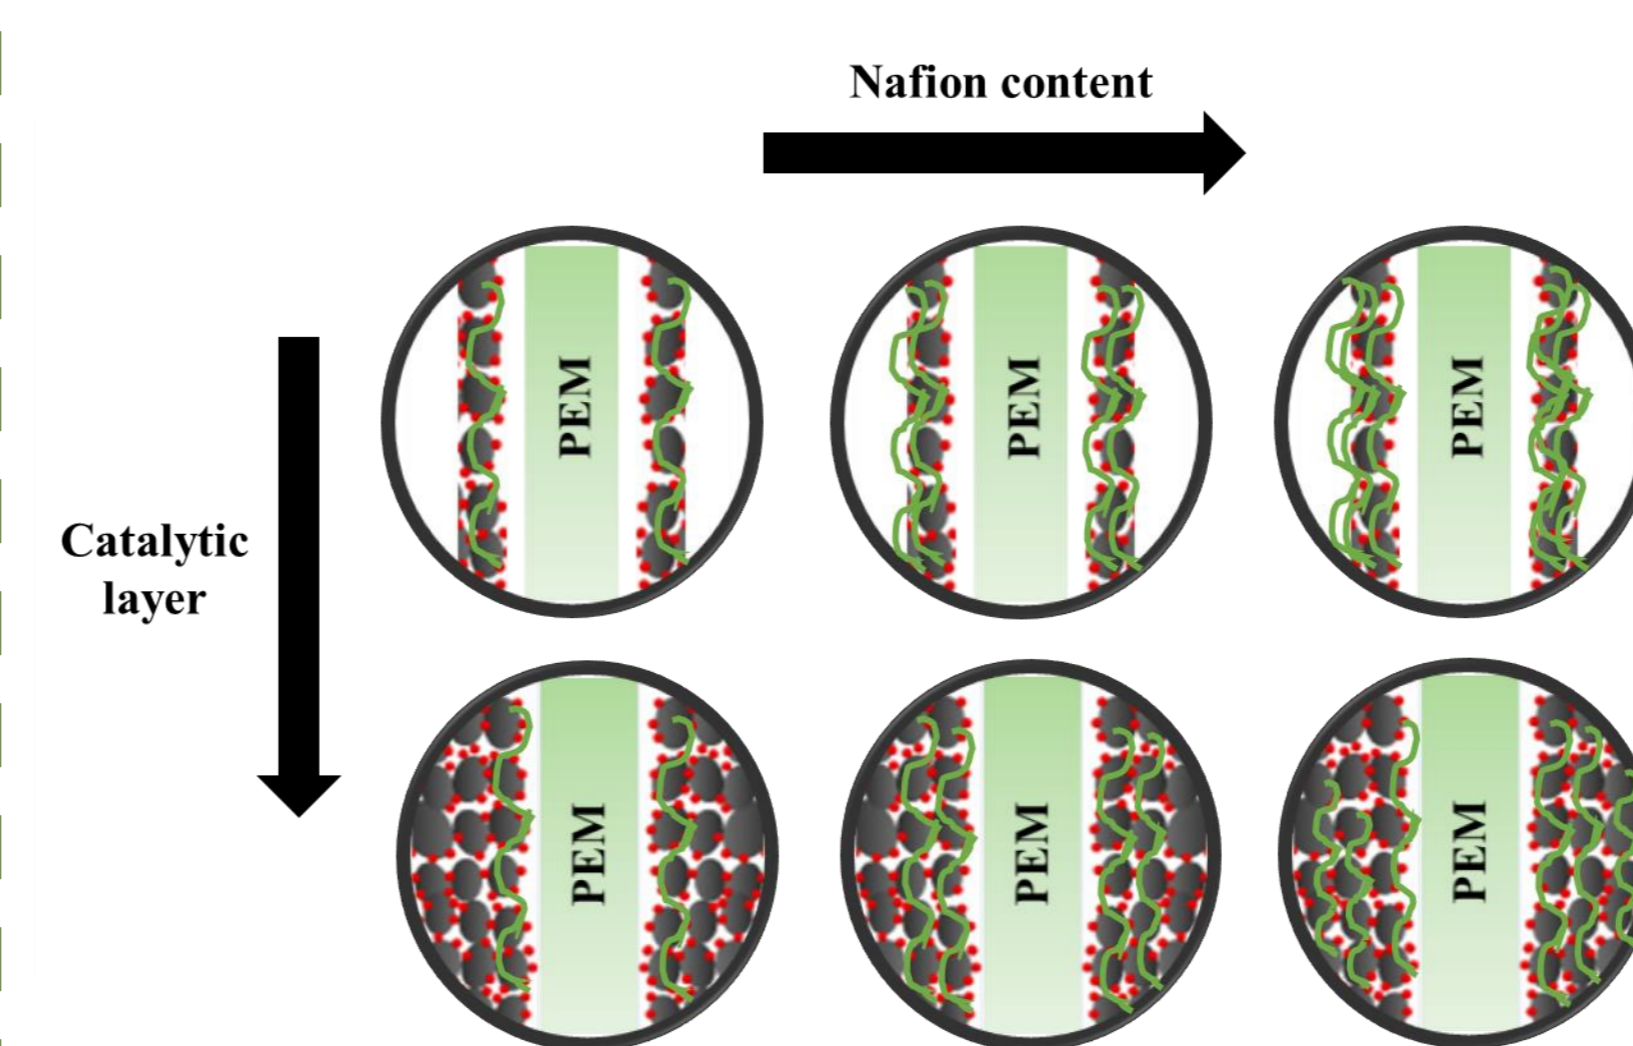 Nafion content
PEM
PEM
PEM
Catalytic
layer
PEM
PEM
PEM